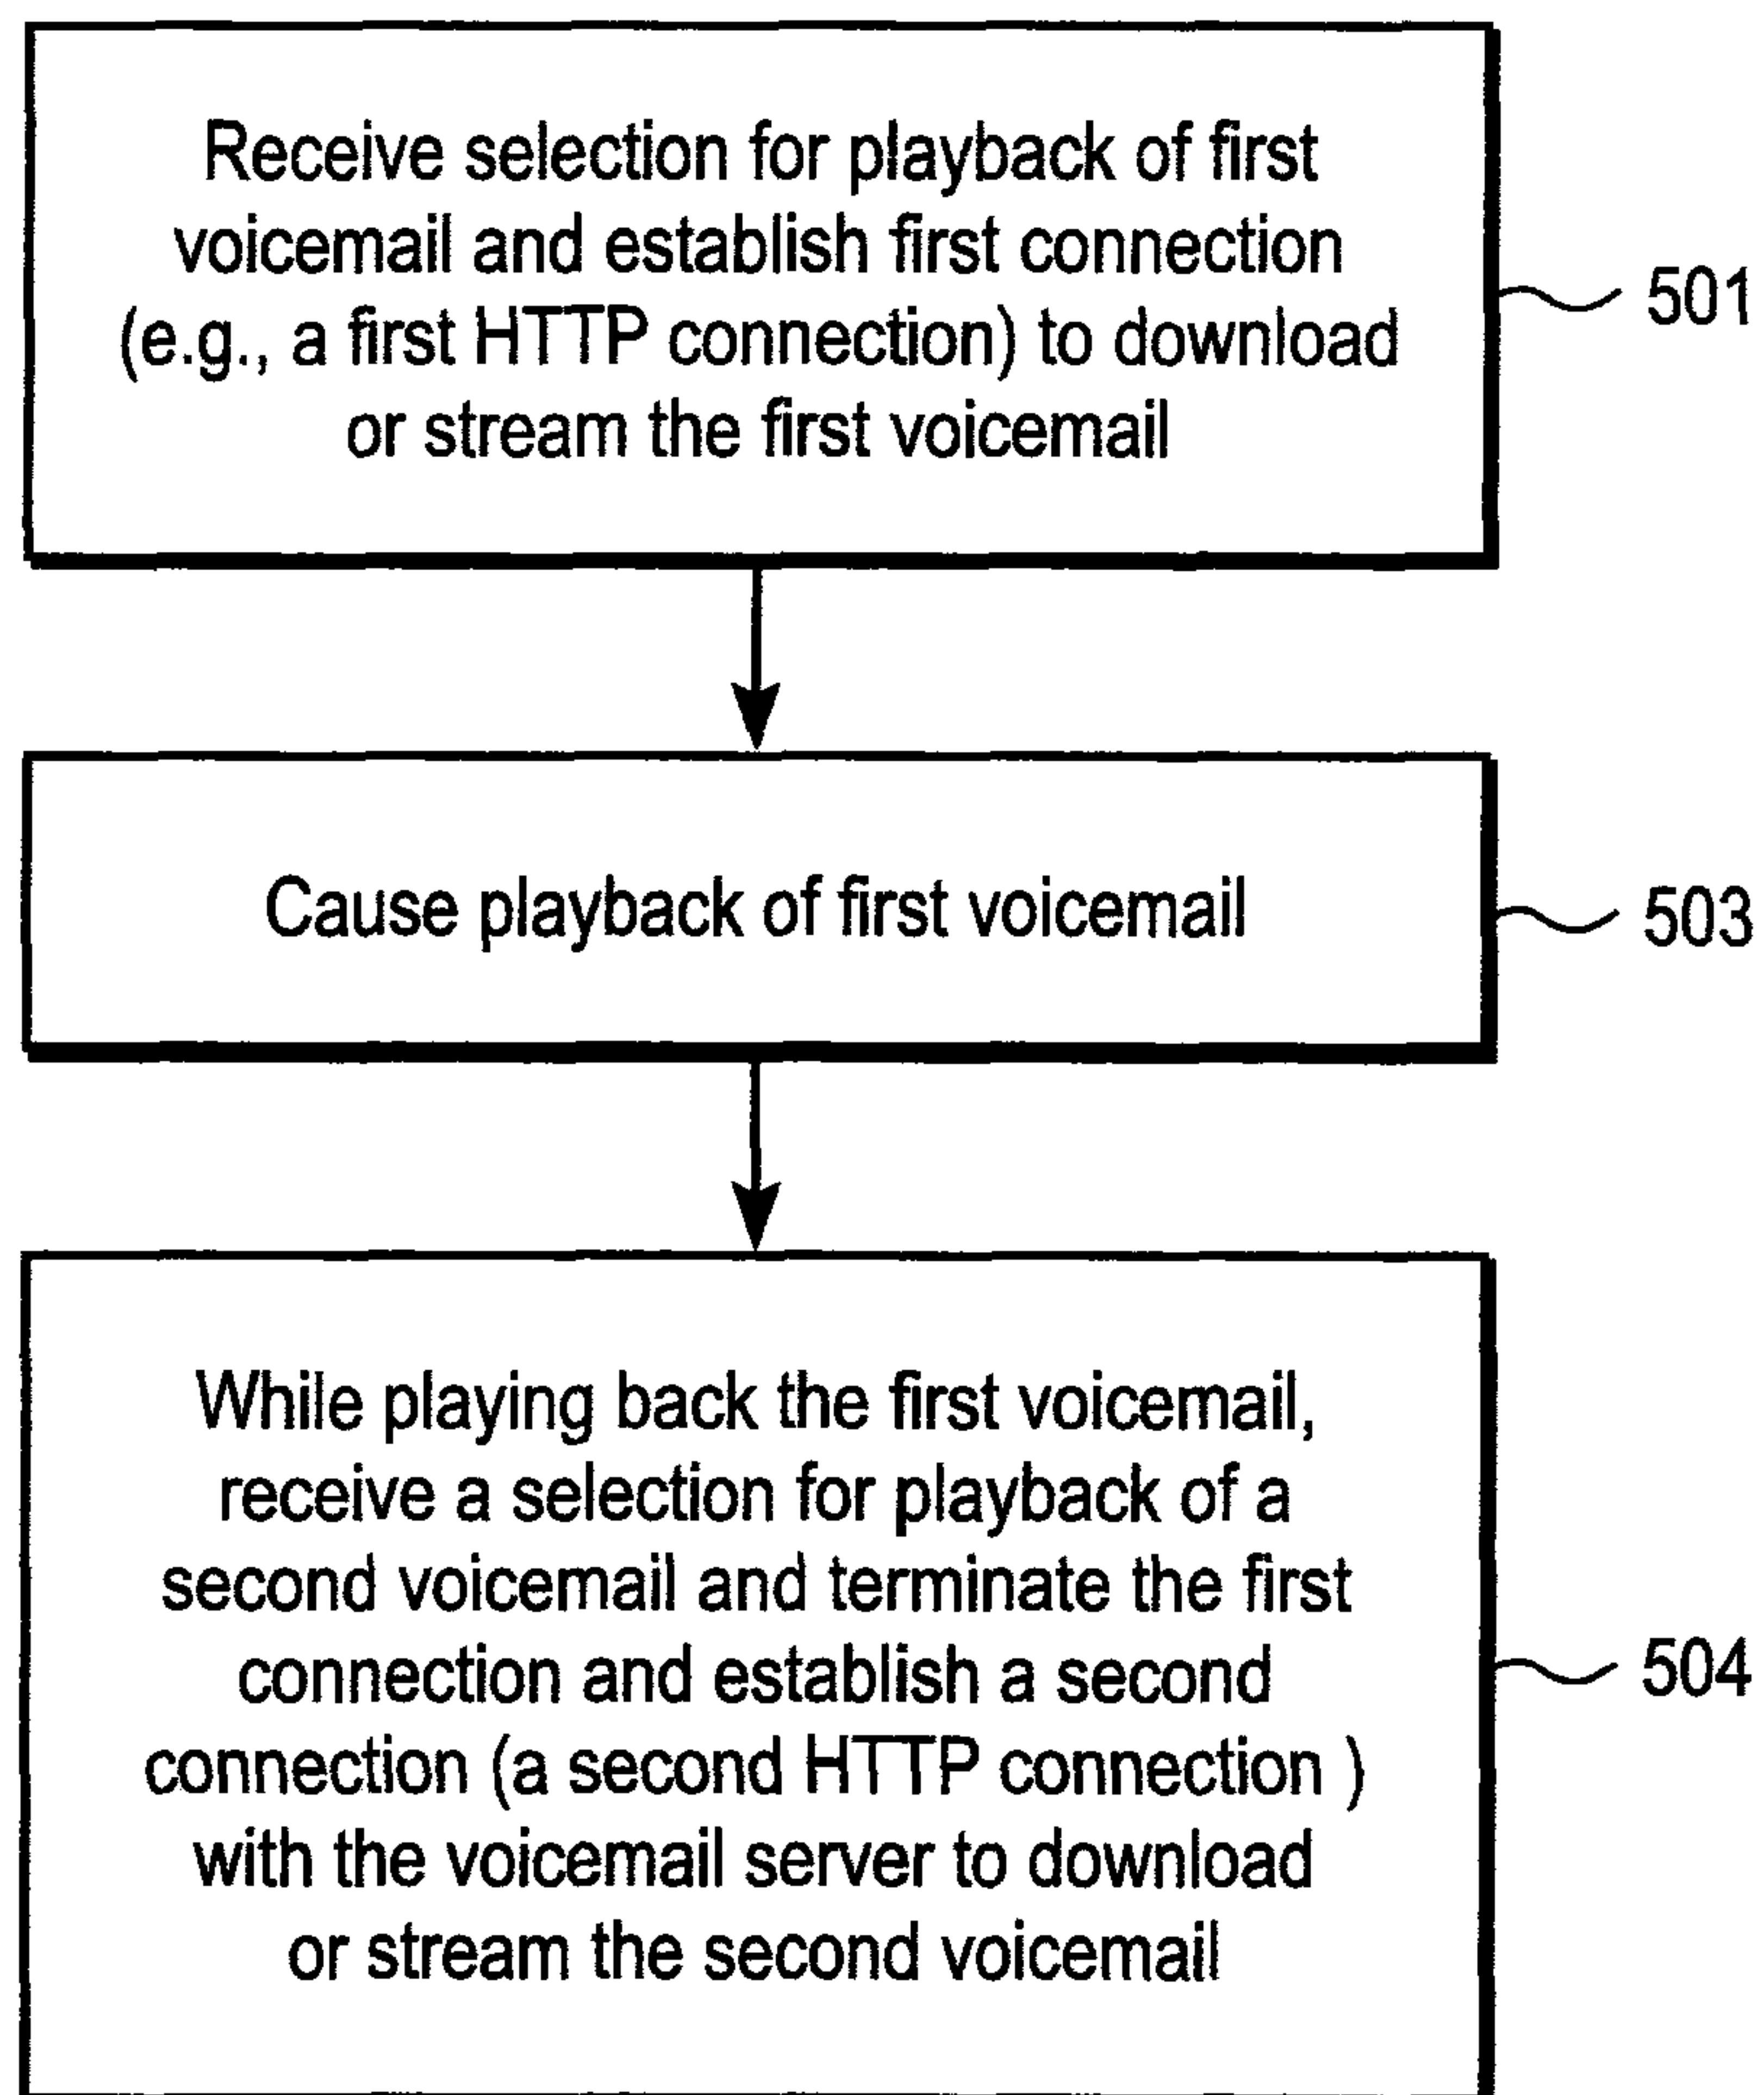 Receive selection for playback of first
voicemail and establish first connection
(e.g., a first HTTP connection) to download
or stream the first voicemail
501
Cause playback of first voicemail
503
While playing back the first voicemail,
receive a selection for playback of a
second voicemail and terminate the first
connection and establish a second
connection (a second HTTP connection )
with the voicemail server to download
or stream the second voicemail
504